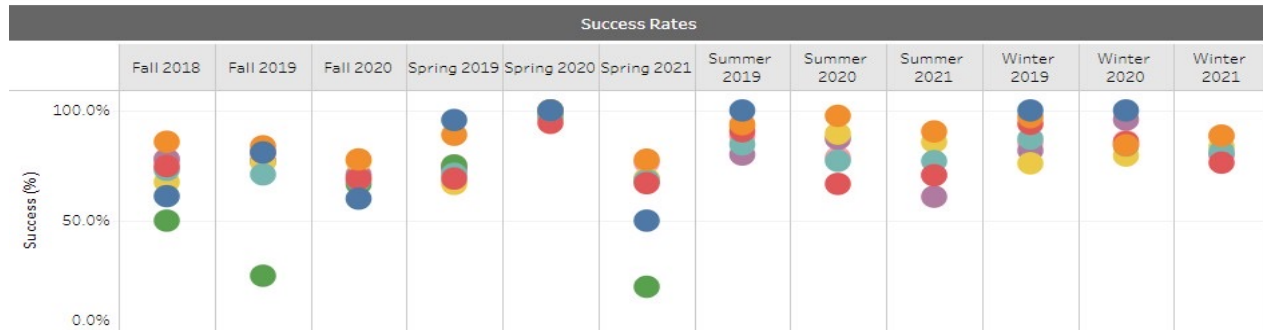 Success Rates
Fall 2018 Fall 2019 Fall 2020 Spring 2019 Spring 2020 Spring 2021 Summer 2019 Summer 2020 Summer 2021 Winter 2019 Winter 2020 Winter 2021
100.0%
50.0%
0.0%
Success (%)